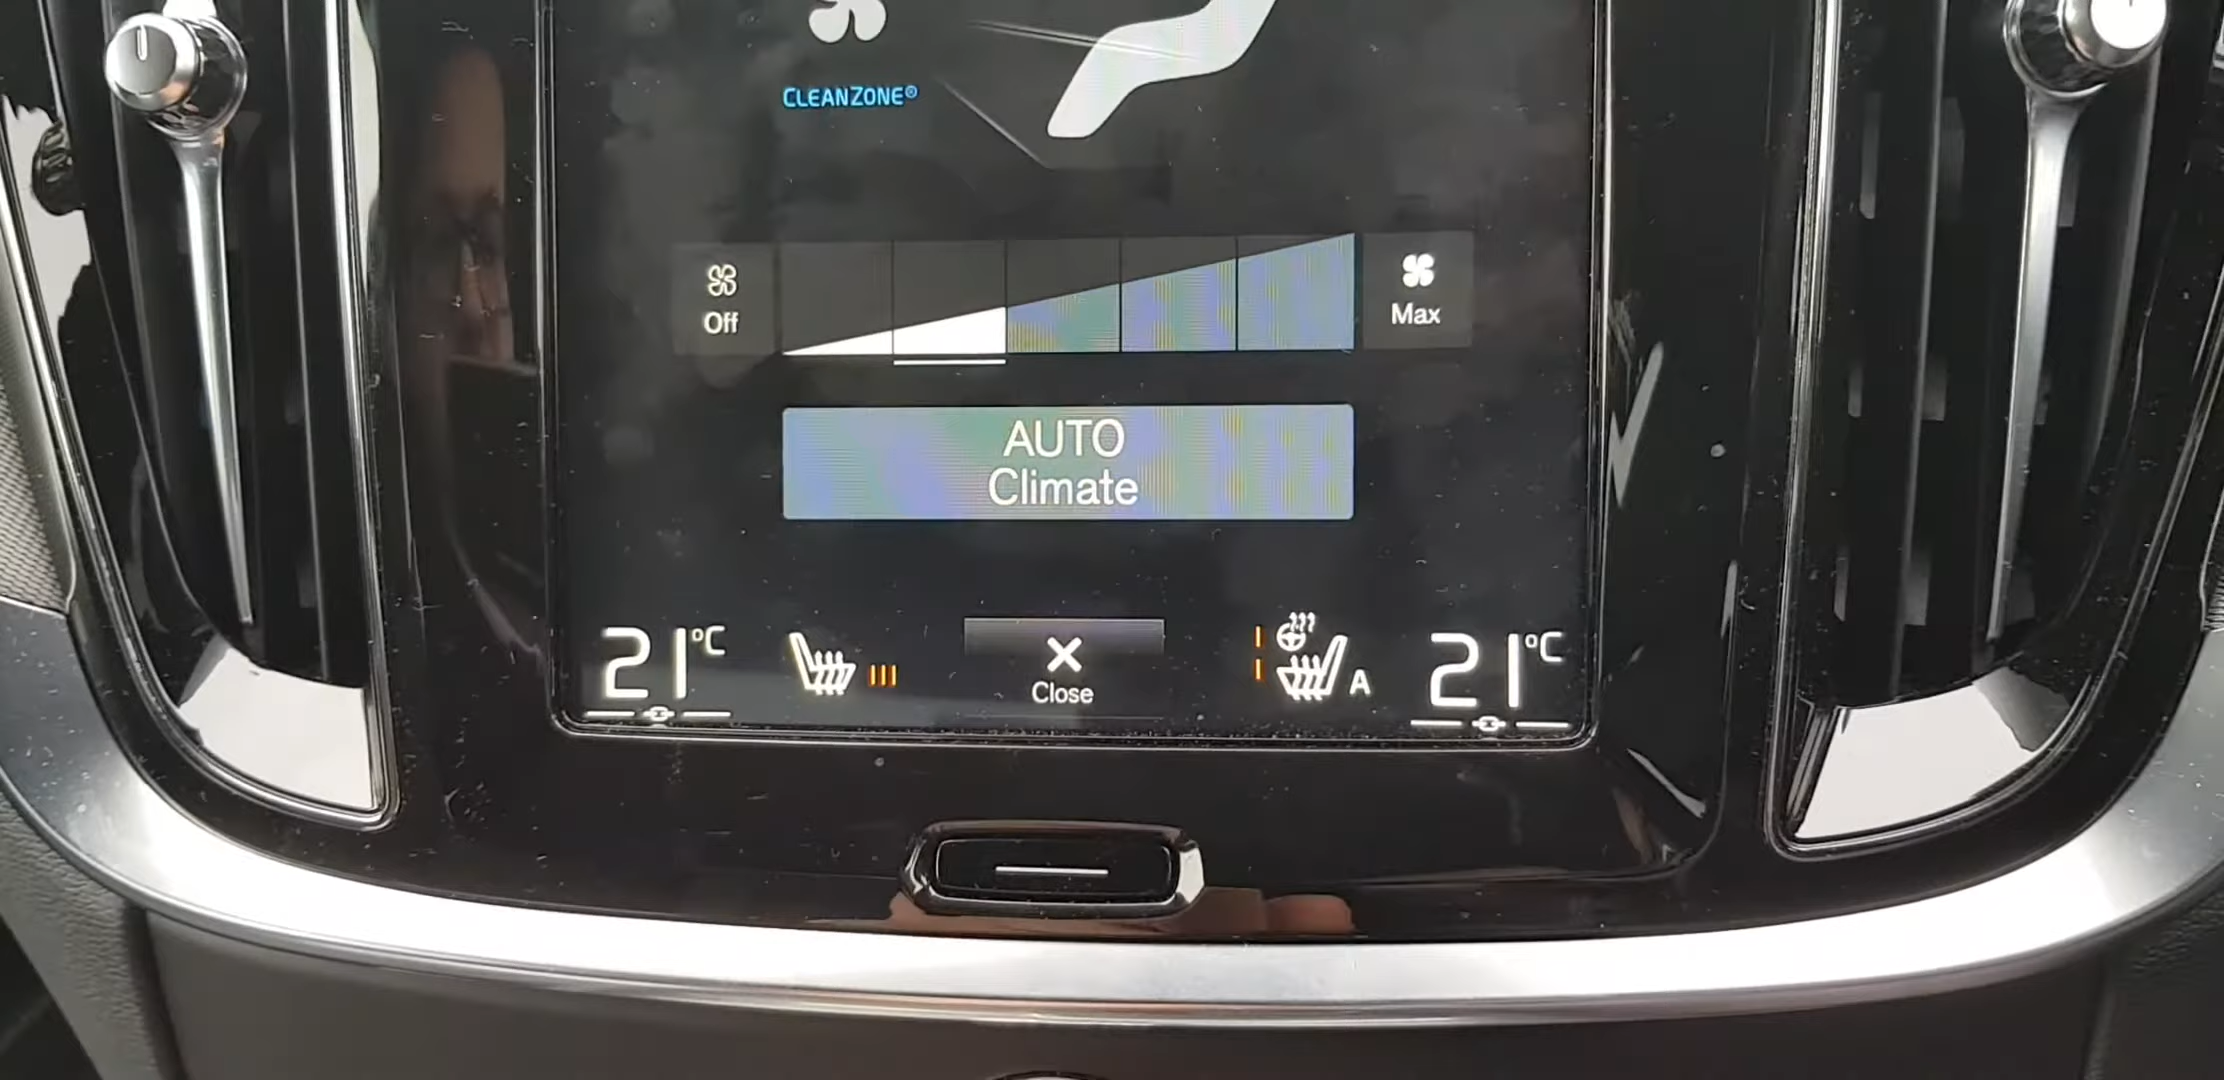 CLEANZONE®
Off
Max
AUTO
Climate
21°C
Close
A
21°C